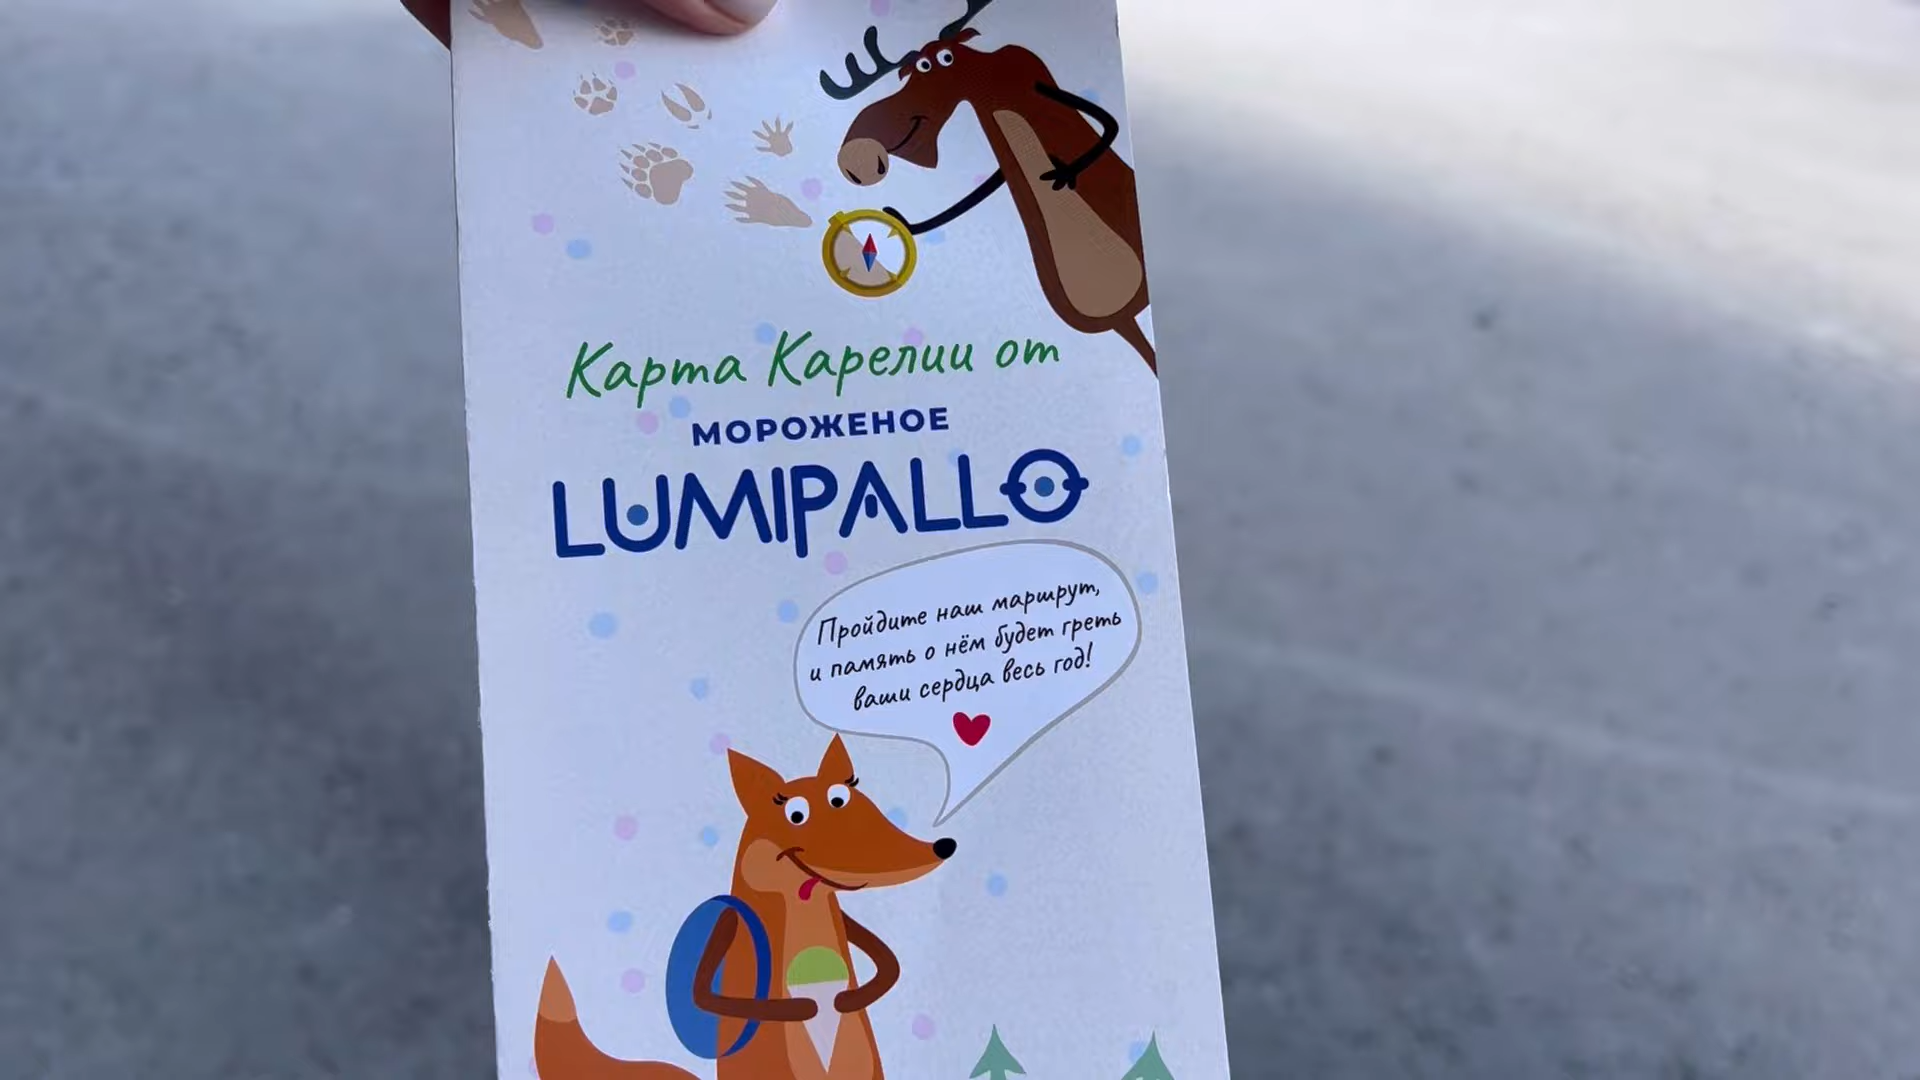 Карта Карелии от
МОРОЖЕНОЕ
LUMIPALLO
Пройдите наш маршрут,
и память о нём будет греть
ваши сердца весь год!